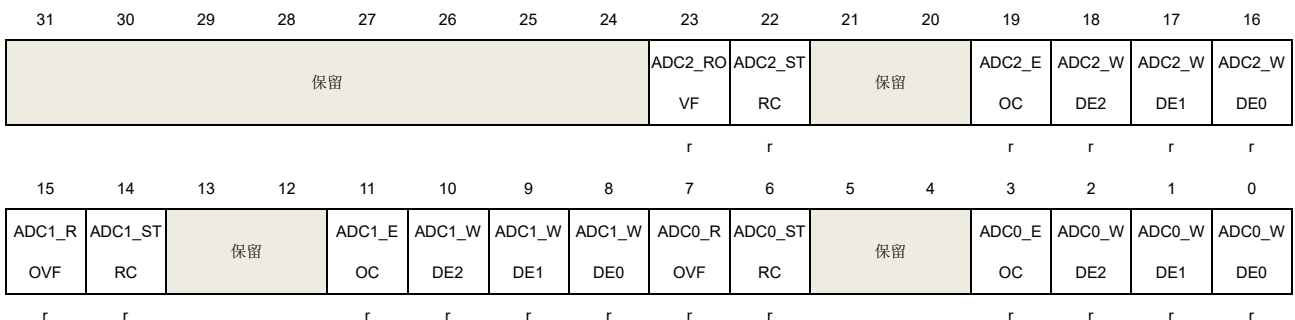 31 30 29 28 27 26 25 24 23 22 21 20 19 18 17 16
保留 ADC2_RO ADC2_ST 保留 ADC2_E ADC2_W ADC2_W ADC2_W
VF RC OC DE2 DE1 DE0
r r r r r r
15 14 13 12 11 10 9 8 7 6 5 4 3 2 1 0
ADC1_R ADC1_ST 保留 ADC1_E ADC1_W ADC1_W ADC1_W ADC0_R ADC0_ST 保留 ADC0_E ADC0_W ADC0_W ADC0_W
OVF RC OC DE2 DE1 DE0 OVF RC OC DE2 DE1 DE0
r r r r r r r r r r r r